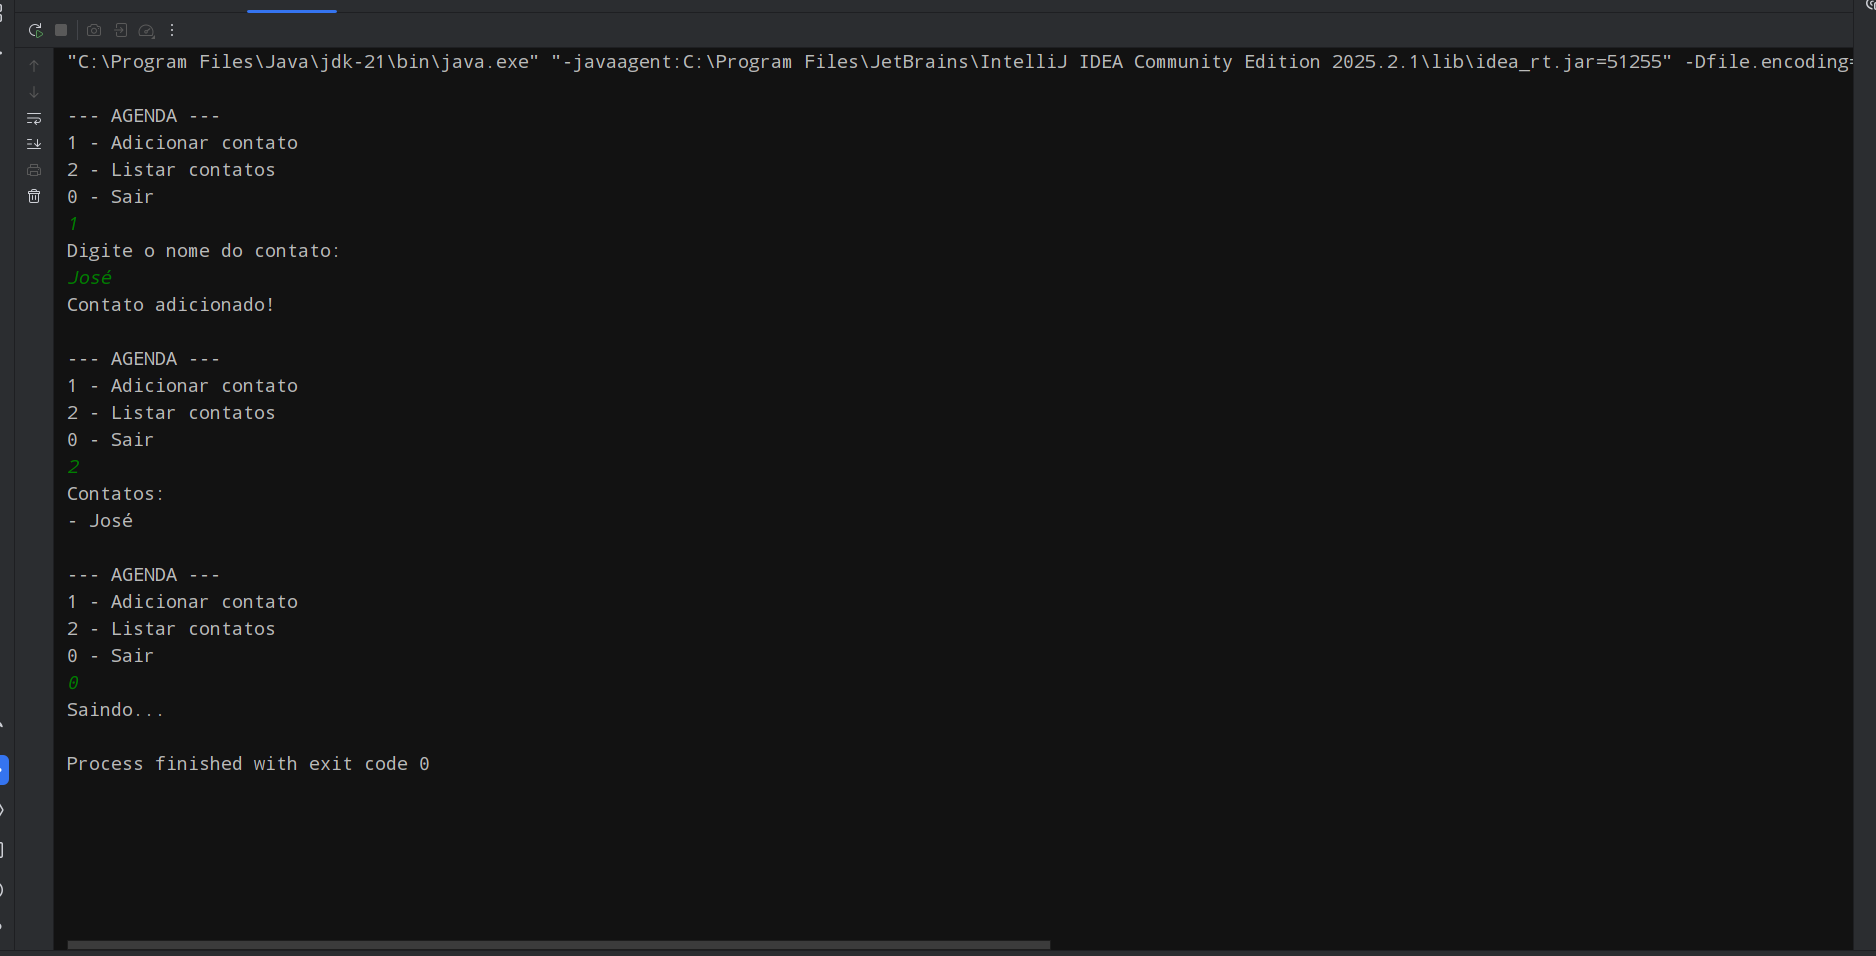 "C:\Program Files\Java\jdk-21\bin\java.exe" "-javaagent:C:\Program Files\JetBrains\IntelliJ IDEA Community Edition 2025.2.1\lib\idea_rt.jar=51255" -Dfile.encoding=
--- AGENDA ---
1 - Adicionar contato
2 - Listar contatos
0 - Sair
1
Digite o nome do contato:
José
Contato adicionado!
--- AGENDA ---
1 - Adicionar contato
2 - Listar contatos
0 - Sair
2
Contatos:
- José
--- AGENDA ---
1 - Adicionar contato
2 - Listar contatos
0 - Sair
0
Saindo...
Process finished with exit code 0